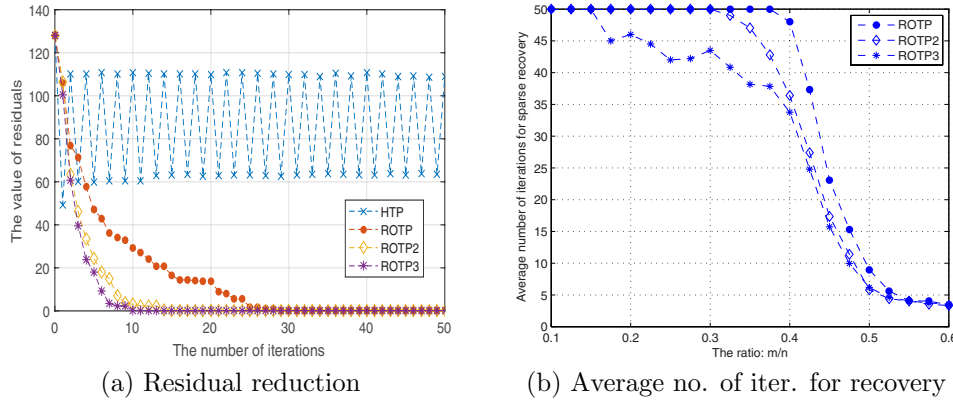 140
120
100
80
60
40
20
0
The value of residuals
0
10
20
30
40
50
The number of iterations
HTP
ROTP
ROTP2
ROTP3
(a) Residual reduction
50
45
40
35
30
25
20
15
10
5
0
Average number of iterations for sparse recovery
0.1
0.2
0.3
0.4
0.5
0.6
The ratio: m/n
ROTP
ROTP2
ROTP3
(b) Average no. of iter. for recovery